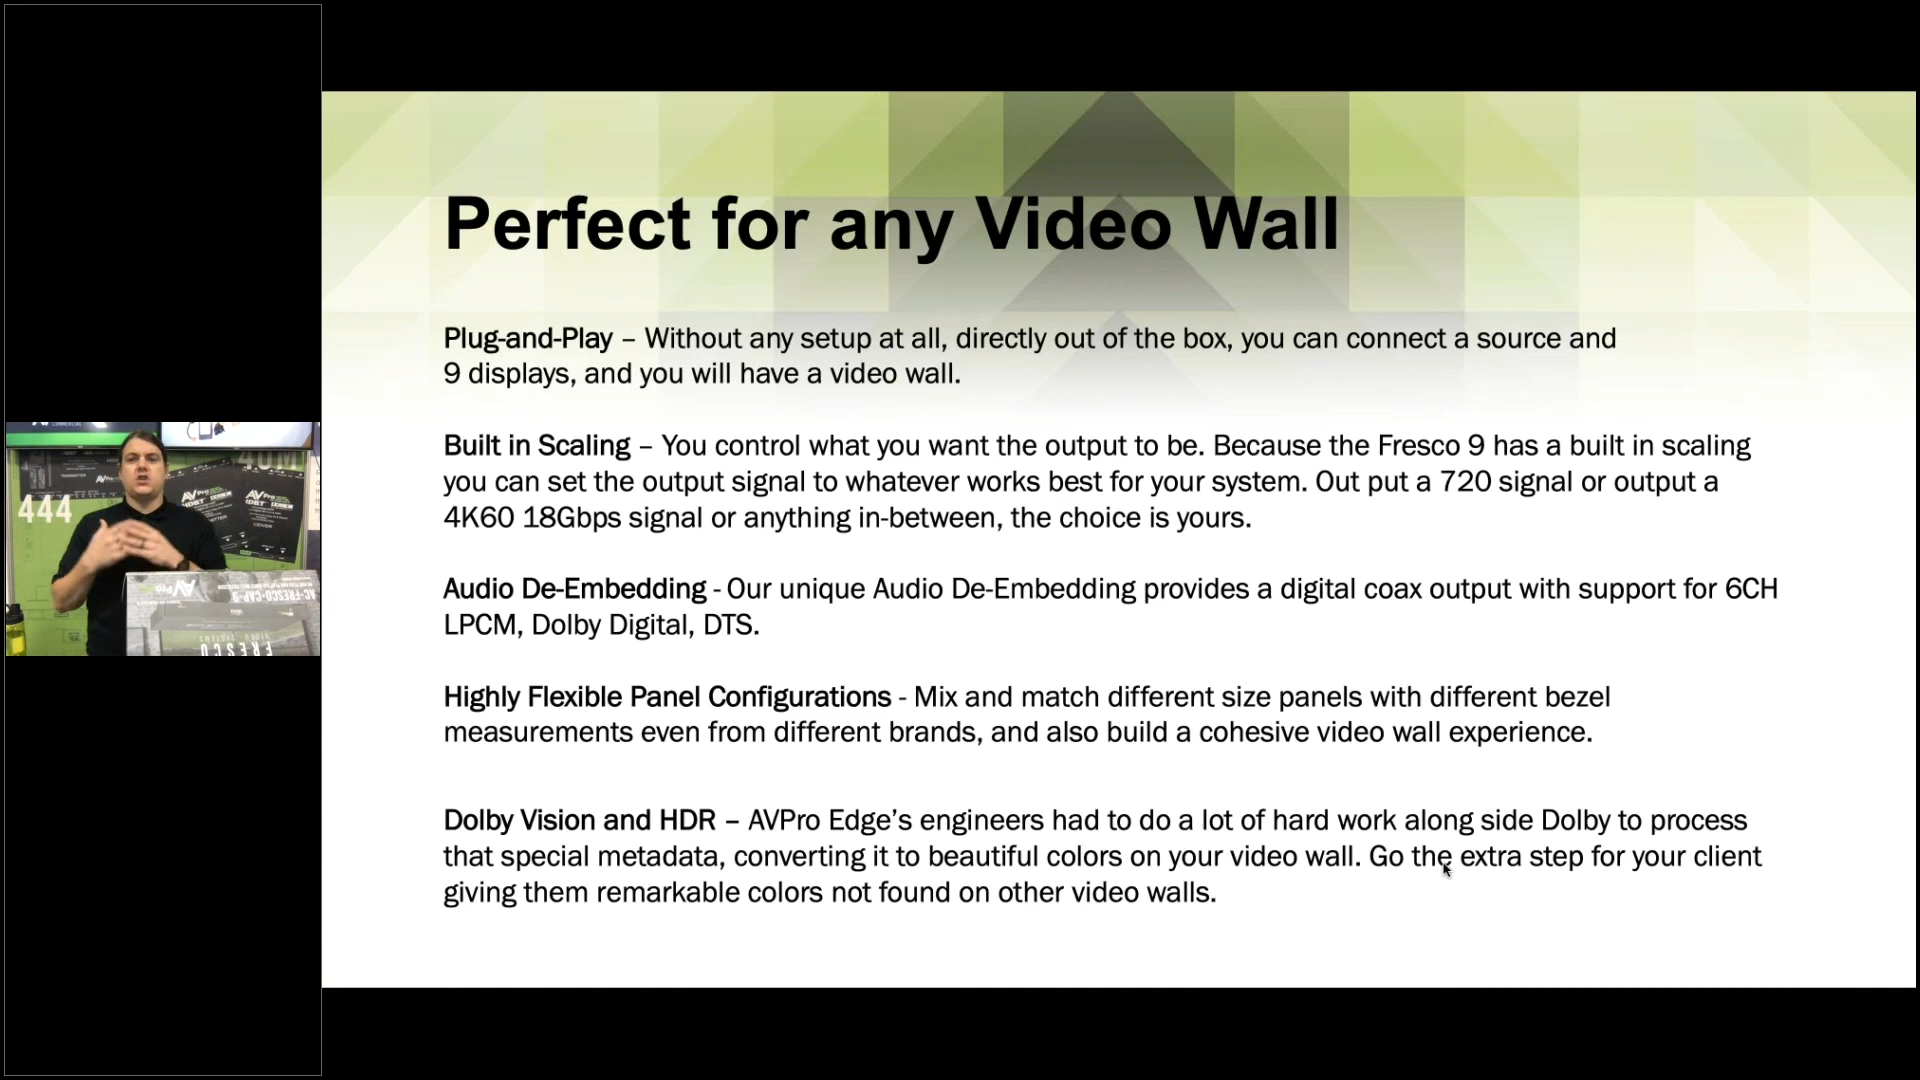 Perfect for any Video Wall
Plug-and-Play – Without any setup at all, directly out of the box, you can connect a source and
9 displays, and you will have a video wall.
Built in Scaling – You control what you want the output to be. Because the Fresco 9 has a built in scaling
you can set the output signal to whatever works best for your system. Out put a 720 signal or output a
4K60 18Gbps signal or anything in-between, the choice is yours.
Audio De-Embedding - Our unique Audio De-Embedding provides a digital coax output with support for 6CH
LPCM, Dolby Digital, DTS.
Highly Flexible Panel Configurations - Mix and match different size panels with different bezel
measurements even from different brands, and also build a cohesive video wall experience.
Dolby Vision and HDR – AVPro Edge’s engineers had to do a lot of hard work along side Dolby to process
that special metadata, converting it to beautiful colors on your video wall. Go the extra step for your client
giving them remarkable colors not found on other video walls.
444
AVPro
AVPro
AC-FRESCO-CAP-9
AVPro
FRESCO